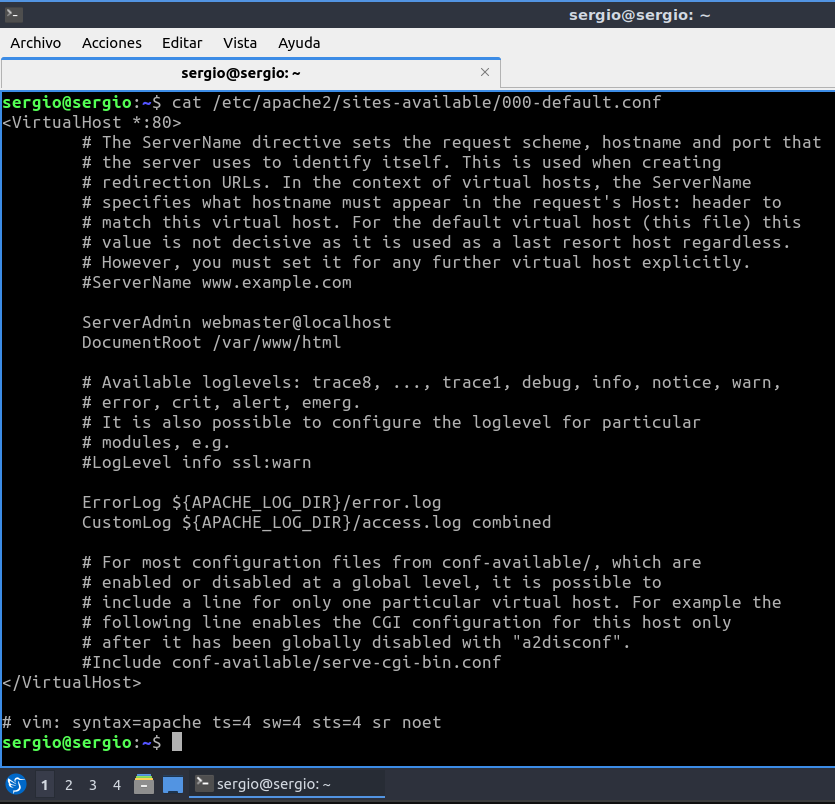 sergio@sergio: ~
Archivo Acciones Editar Vista Ayuda
sergio@sergio: ~
sergio@sergio:~$ cat /etc/apache2/sites-available/000-default.conf
<VirtualHost *:80>
        # The ServerName directive sets the request scheme, hostname and port that
        # the server uses to identify itself. This is used when creating
        # redirection URLs. In the context of virtual hosts, the ServerName
        # specifies what hostname must appear in the request's Host: header to
        # match this virtual host. For the default virtual host (this file) this
        # value is not decisive as it is used as a last resort host regardless.
        # However, you must set it for any further virtual host explicitly.
        #ServerName www.example.com

        ServerAdmin webmaster@localhost
        DocumentRoot /var/www/html

        # Available loglevels: trace8, ..., trace1, debug, info, notice, warn,
        # error, crit, alert, emerg.
        # It is also possible to configure the loglevel for particular
        # modules, e.g.
        #LogLevel info ssl:warn

        ErrorLog ${APACHE_LOG_DIR}/error.log
        CustomLog ${APACHE_LOG_DIR}/access.log combined

        # For most configuration files from conf-available/, which are
        # enabled or disabled at a global level, it is possible to
        # include a line for only one particular virtual host. For example the
        # following line enables the CGI configuration for this host only
        # after it has been globally disabled with "a2disconf".
        #Include conf-available/serve-cgi-bin.conf
</VirtualHost>

# vim: syntax=apache ts=4 sw=4 sts=4 sr noet
sergio@sergio:~$
1 2 3 4 sergio@sergio: ~